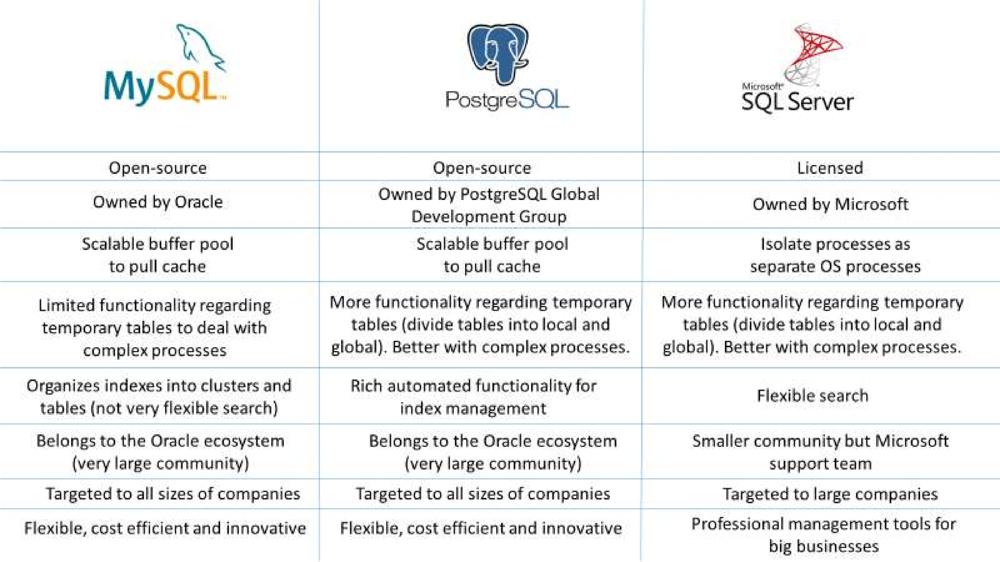 MySQL™
PostgreSQL
Microsoft®
SQL Server
Open-source
Open-source
Licensed
Owned by Oracle
Owned by PostgreSQL Global
Development Group
Owned by Microsoft
Scalable buffer pool
to pull cache
Scalable buffer pool
to pull cache
Isolate processes as
separate OS processes
Limited functionality regarding
temporary tables to deal with
complex processes
More functionality regarding temporary
tables (divide tables into local and
global). Better with complex processes.
More functionality regarding temporary
tables (divide tables into local and
global). Better with complex processes.
Organizes indexes into clusters and
tables (not very flexible search)
Rich automated functionality for
index management
Flexible search
Belongs to the Oracle ecosystem
(very large community)
Belongs to the Oracle ecosystem
(very large community)
Smaller community but Microsoft
support team
Targeted to all sizes of companies
Targeted to all sizes of companies
Targeted to large companies
Flexible, cost efficient and innovative
Flexible, cost efficient and innovative
Professional management tools for
big businesses